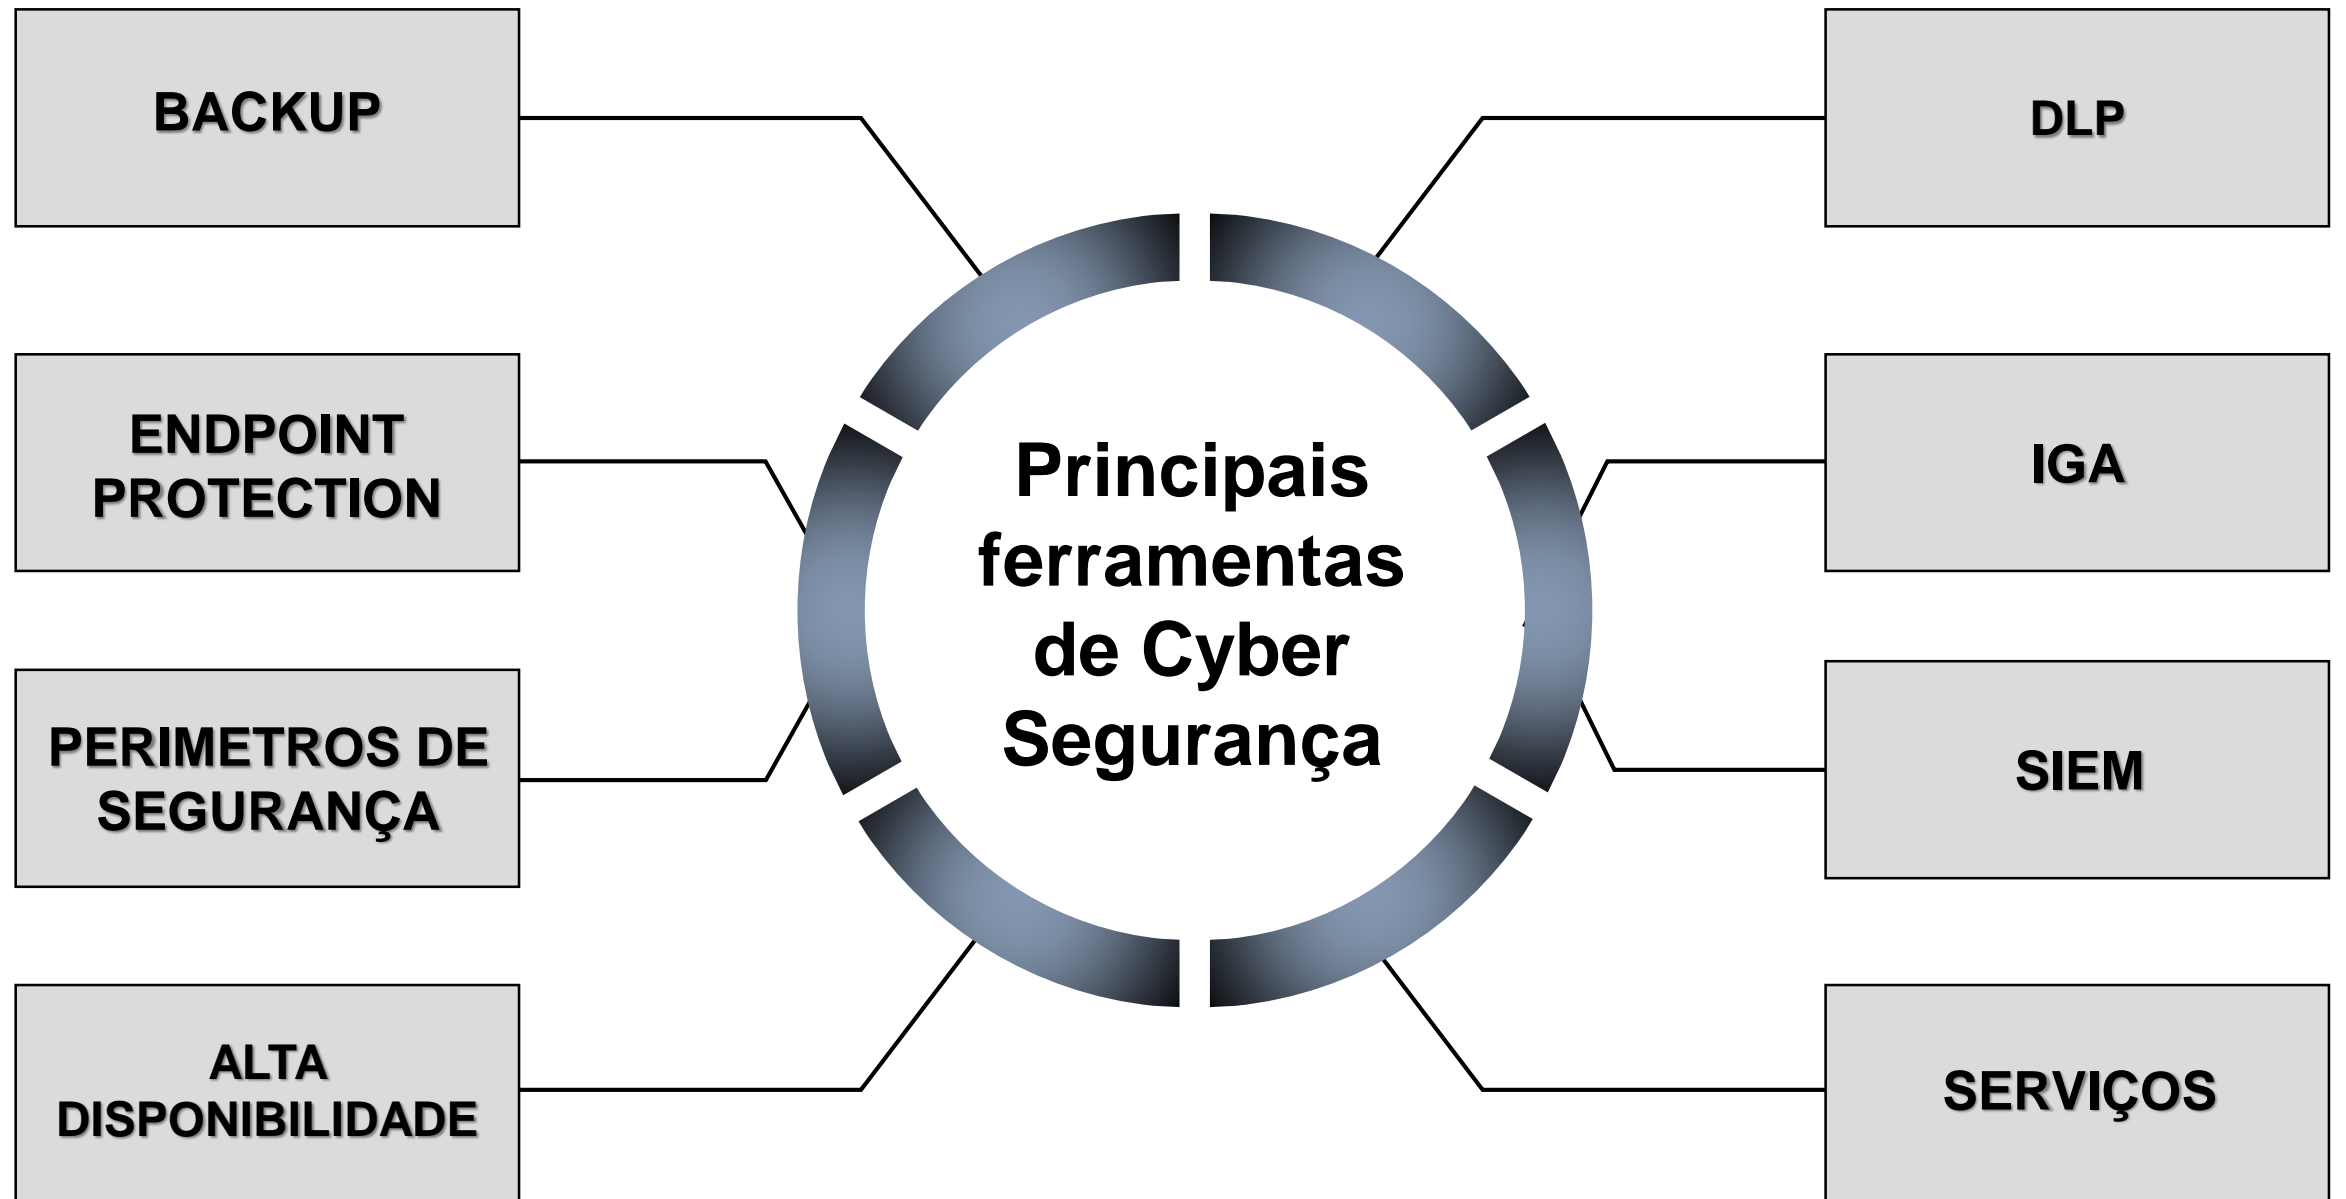 BACKUP
ENDPOINT
PROTECTION
PERIMETROS DE
SEGURANÇA
ALTA
DISPONIBILIDADE
Principais
ferramentas
de Cyber
Segurança
DLP
IGA
SIEM
SERVIÇOS